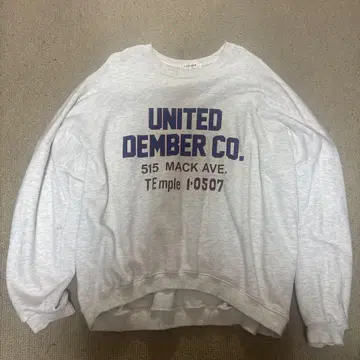 UNITED
DEMBER CO.
515 MACK AVE.
TEmple 1·0507